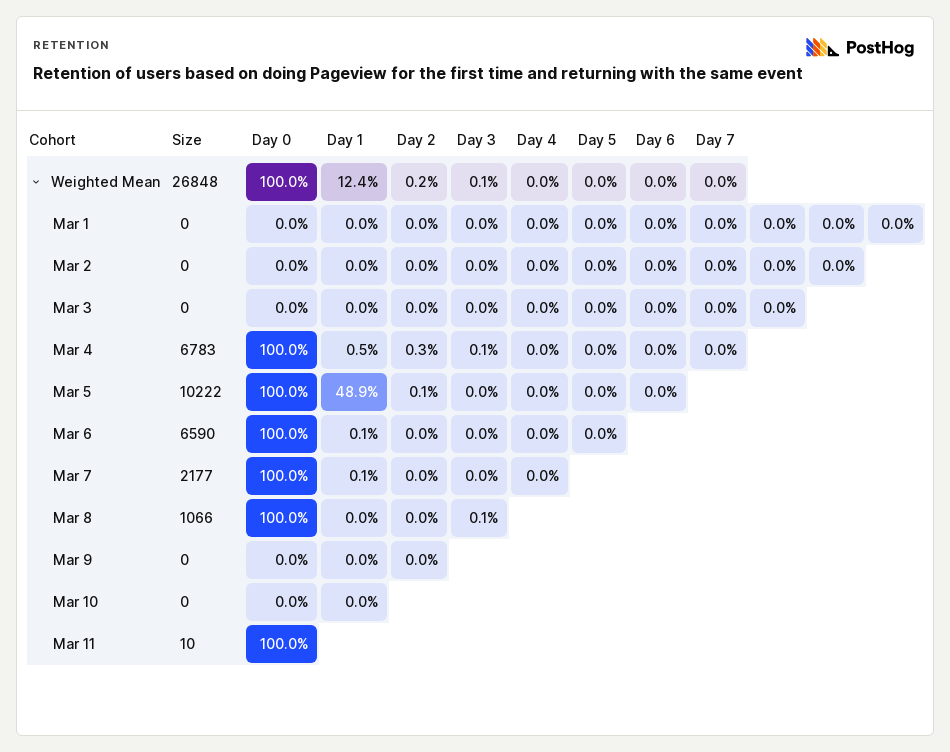 RETENTION
PostHog
Retention of users based on doing Pageview for the first time and returning with the same event
Cohort Size Day 0 Day 1 Day 2 Day 3 Day 4 Day 5 Day 6 Day 7
Weighted Mean 26848 100.0% 12.4% 0.2% 0.1% 0.0% 0.0% 0.0% 0.0%
Mar 1 0 0.0% 0.0% 0.0% 0.0% 0.0% 0.0% 0.0% 0.0% 0.0% 0.0% 0.0%
Mar 2 0 0.0% 0.0% 0.0% 0.0% 0.0% 0.0% 0.0% 0.0% 0.0% 0.0%
Mar 3 0 0.0% 0.0% 0.0% 0.0% 0.0% 0.0% 0.0% 0.0% 0.0%
Mar 4 6783 100.0% 0.5% 0.3% 0.1% 0.0% 0.0% 0.0% 0.0%
Mar 5 10222 100.0% 48.9% 0.1% 0.0% 0.0% 0.0% 0.0%
Mar 6 6590 100.0% 0.1% 0.0% 0.0% 0.0% 0.0%
Mar 7 2177 100.0% 0.1% 0.0% 0.0% 0.0%
Mar 8 1066 100.0% 0.0% 0.0% 0.1%
Mar 9 0 0.0% 0.0% 0.0%
Mar 10 0 0.0% 0.0%
Mar 11 10 100.0%